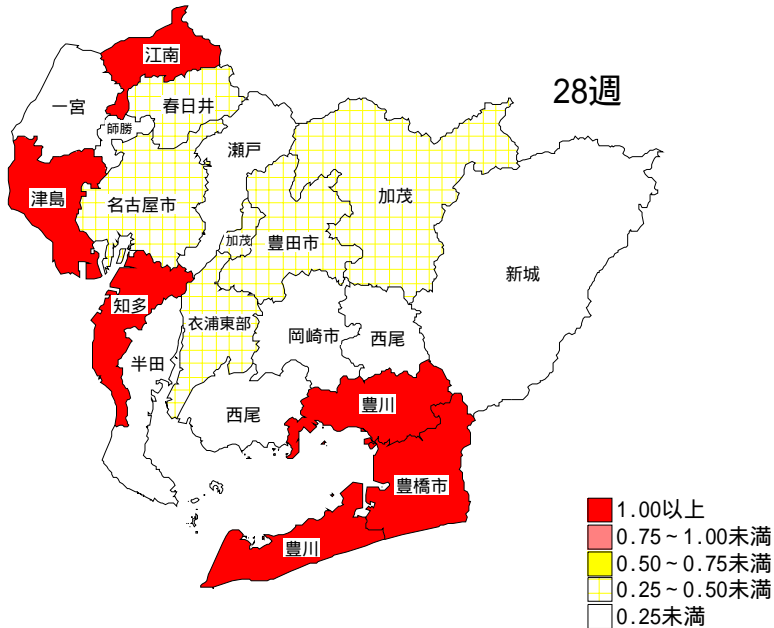 江南
28週
一宮
春日井
師勝
瀬戸
津島
名古屋市
加茂
加茂
豊田市
新城
知多
衣浦東部
岡崎市
西尾
半田
西尾
豊川
豊橋市
豊川
1.00以上
0.75~1.00未満
0.50~0.75未満
0.25~0.50未満
0.25未満